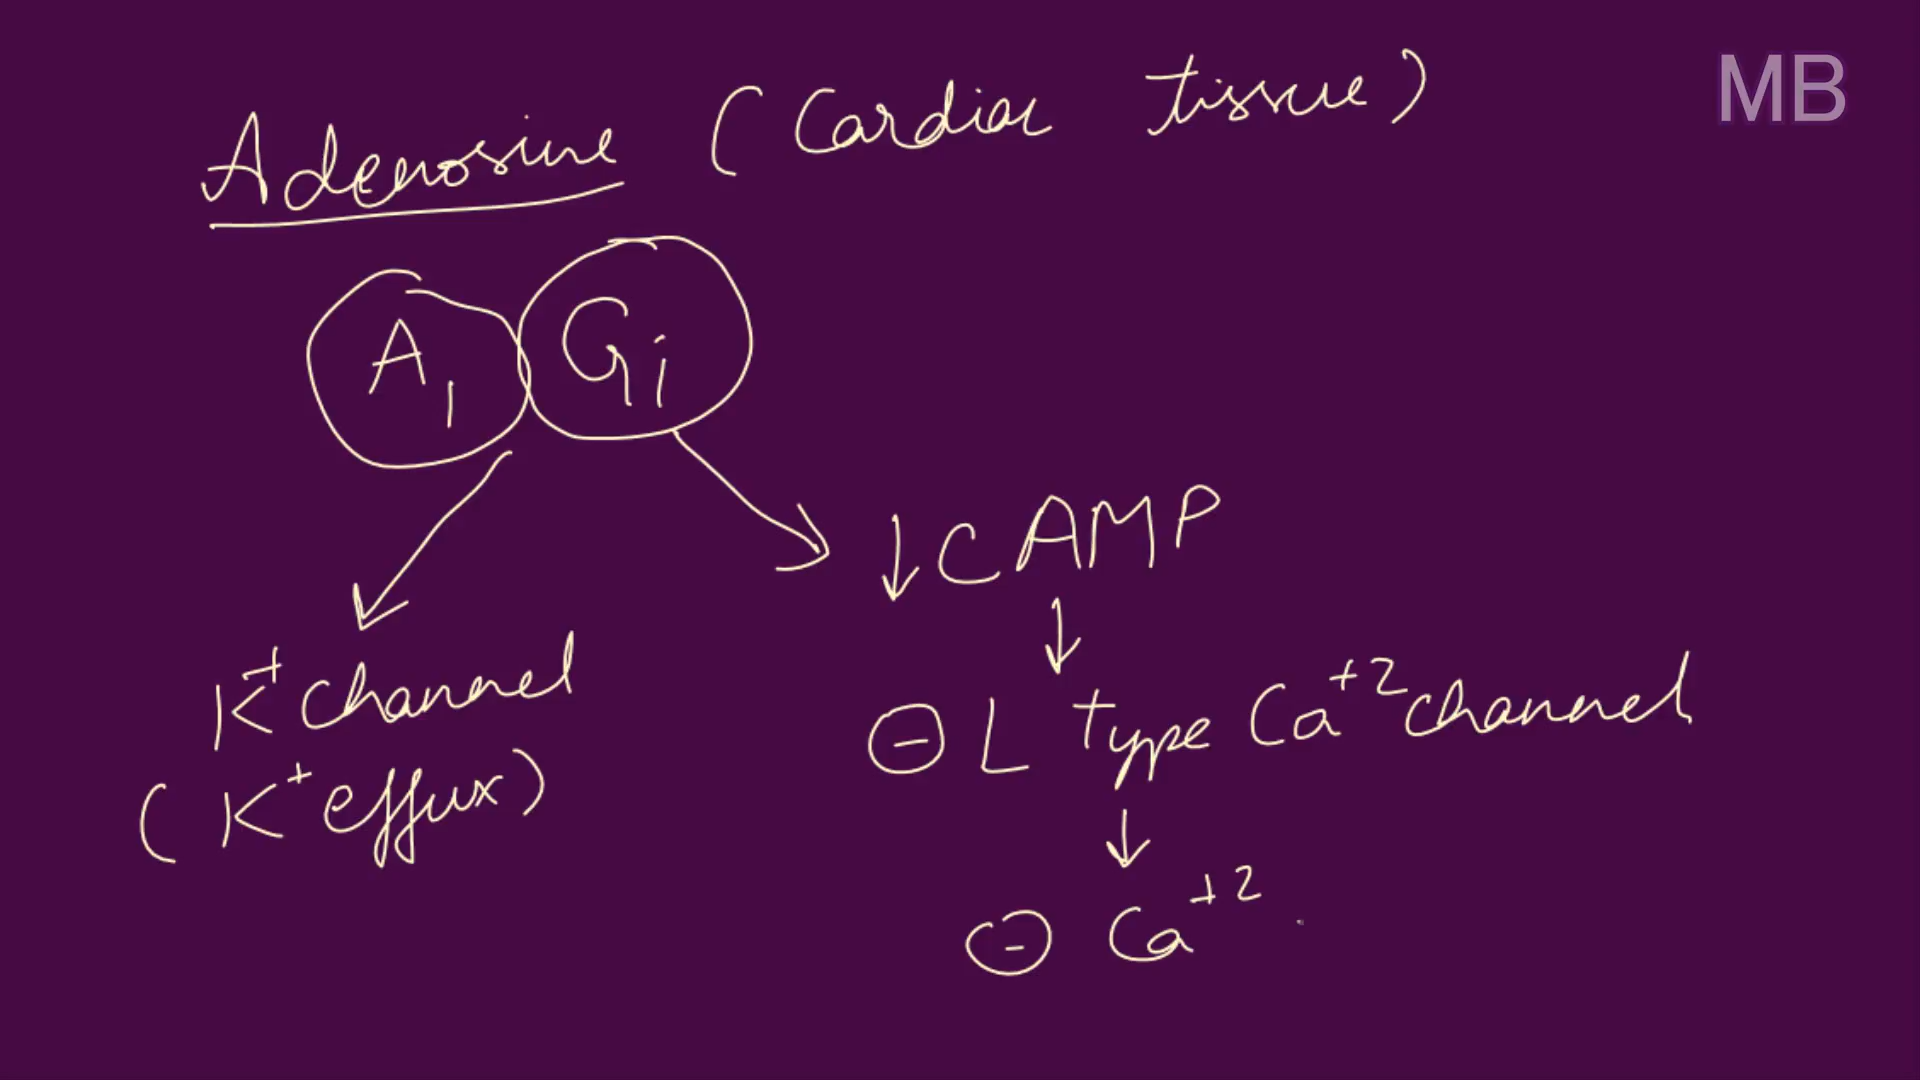 Adenosine (Cardiac tissue)
MB
A1 Gi
↓ CAMP
↓
K+ channel
(K+ efflux)
⊖ L type Ca+2 channel
↓
⊖ Ca+2